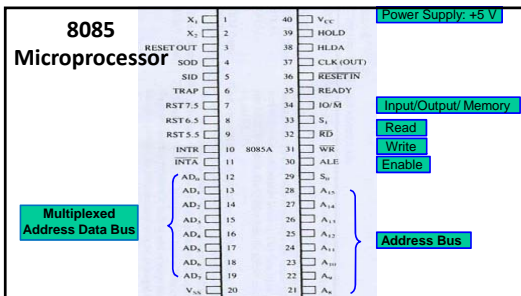 8085
Microprocessor
X₁ 1 40 V_CC Power Supply: +5 V
X₂ 2 39 HOLD
RESET OUT 3 38 HLDA
SOD 4 37 CLK (OUT)
SID 5 36 RESET IN
TRAP 6 35 READY
RST 7.5 7 34 IO/M Input/Output/ Memory
RST 6.5 8 33 S₁
RST 5.5 9 32 RD Read
INTR 10 8085A 31 WR Write
INTA 11 30 ALE Enable
AD₀ 12 29 S₀
AD₁ 13 28 A₁₅
AD₂ 14 27 A₁₄
AD₃ 15 26 A₁₃
AD₄ 16 25 A₁₂
AD₅ 17 24 A₁₁
AD₆ 18 23 A₁₀
AD₇ 19 22 A₉
V_SS 20 21 A₈
Multiplexed
Address Data Bus
Address Bus